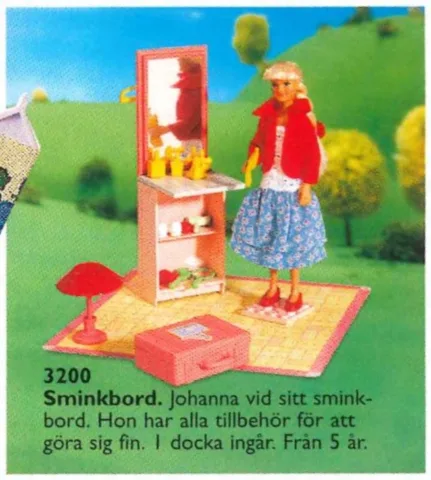 3200
Sminkbord. Johanna vid sitt smink-
bord. Hon har alla tillbehör för att
göra sig fin. 1 docka ingår. Från 5 år.